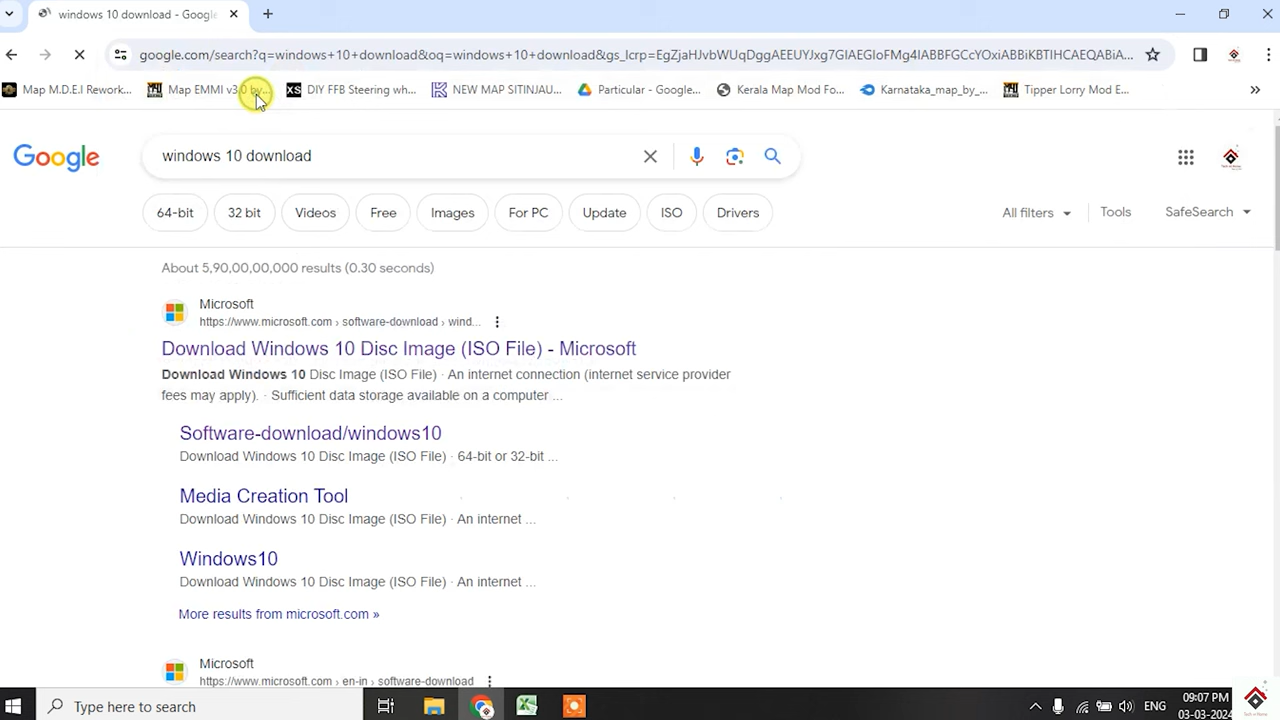 windows 10 download - Google
google.com/search?q=windows+10+download&oq=windows+10+download&gs_lcrp=EgZjaHJvbWUqDggAEEUYJxg7GIAEGIoFMg4IABBFGCcYOxiABBiKBTIHCAEQABiA...
Map M.D.E.I Rework... Map EMMI v3.0 by... DIY FFB Steering wh... NEW MAP SITINJAU... Particular - Google... Kerala Map Mod Fo... Karnataka_map_by_... Tipper Lorry Mod E...
Google windows 10 download
64-bit 32 bit Videos Free Images For PC Update ISO Drivers All filters Tools SafeSearch
About 5,90,00,00,000 results (0.30 seconds)
Microsoft
https://www.microsoft.com › software-download › wind...
Download Windows 10 Disc Image (ISO File) - Microsoft
Download Windows 10 Disc Image (ISO File) · An internet connection (internet service provider
fees may apply). · Sufficient data storage available on a computer ...
Software-download/windows10
Download Windows 10 Disc Image (ISO File) · 64-bit or 32-bit ...
Media Creation Tool
Download Windows 10 Disc Image (ISO File) · An internet ...
Windows10
Download Windows 10 Disc Image (ISO File) · An internet ...
More results from microsoft.com »
Microsoft
https://www.microsoft.com › en-in › software-download
Type here to search ENG 09:07 PM
03-03-2024